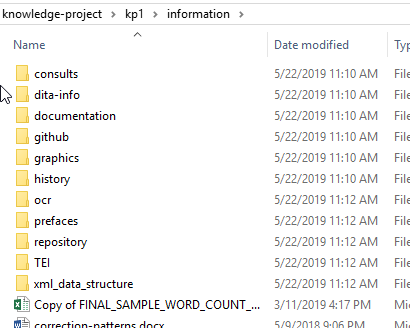 knowledge-project > kp1 > information >
Name Date modified Typ
consults 5/22/2019 11:10 AM File
dita-info 5/22/2019 11:10 AM File
documentation 5/22/2019 11:10 AM File
github 5/22/2019 11:10 AM File
graphics 5/22/2019 11:10 AM File
history 5/22/2019 11:10 AM File
ocr 5/22/2019 11:12 AM File
prefaces 5/22/2019 11:12 AM File
repository 5/22/2019 11:12 AM File
TEI 5/22/2019 11:12 AM File
xml_data_structure 5/22/2019 11:12 AM File
Copy of FINAL_SAMPLE_WORD_COUNT_... 3/11/2019 4:17 PM Mic
correction-patterns.docx 5/9/2018 9:06 PM Mic